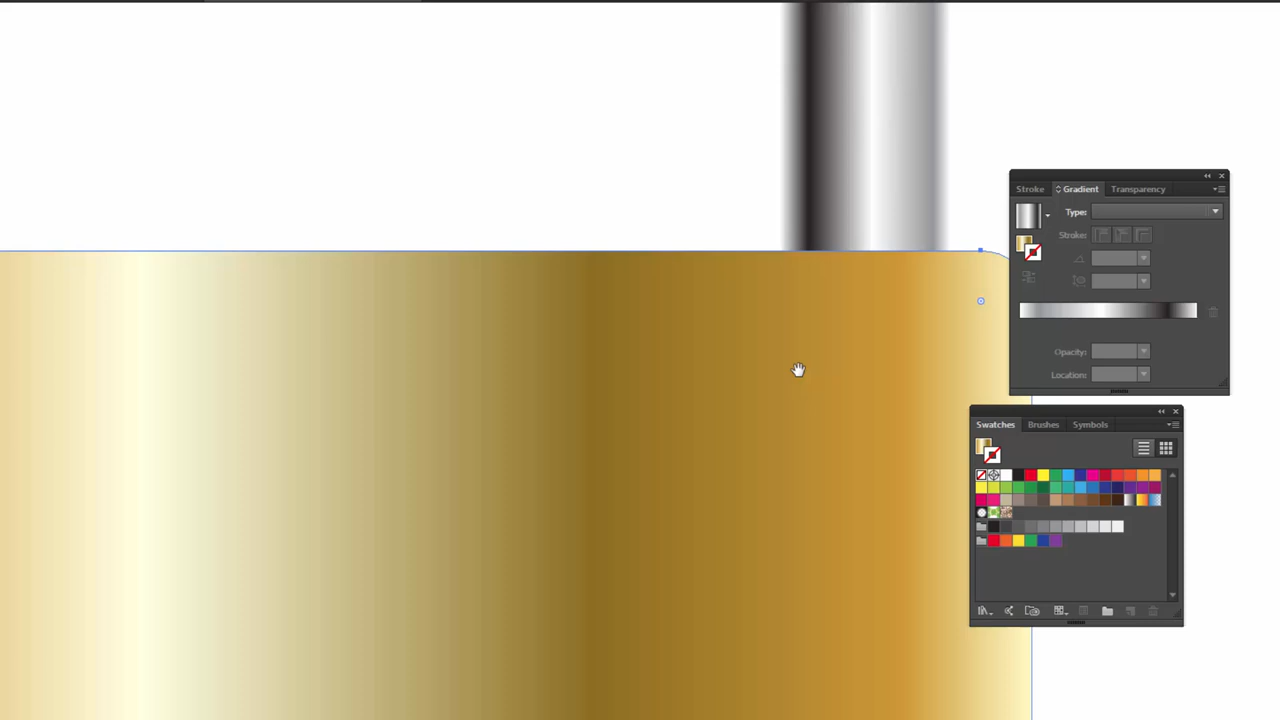 Stroke Gradient Transparency
Type:
Stroke:
Opacity:
Location:
Swatches Brushes Symbols